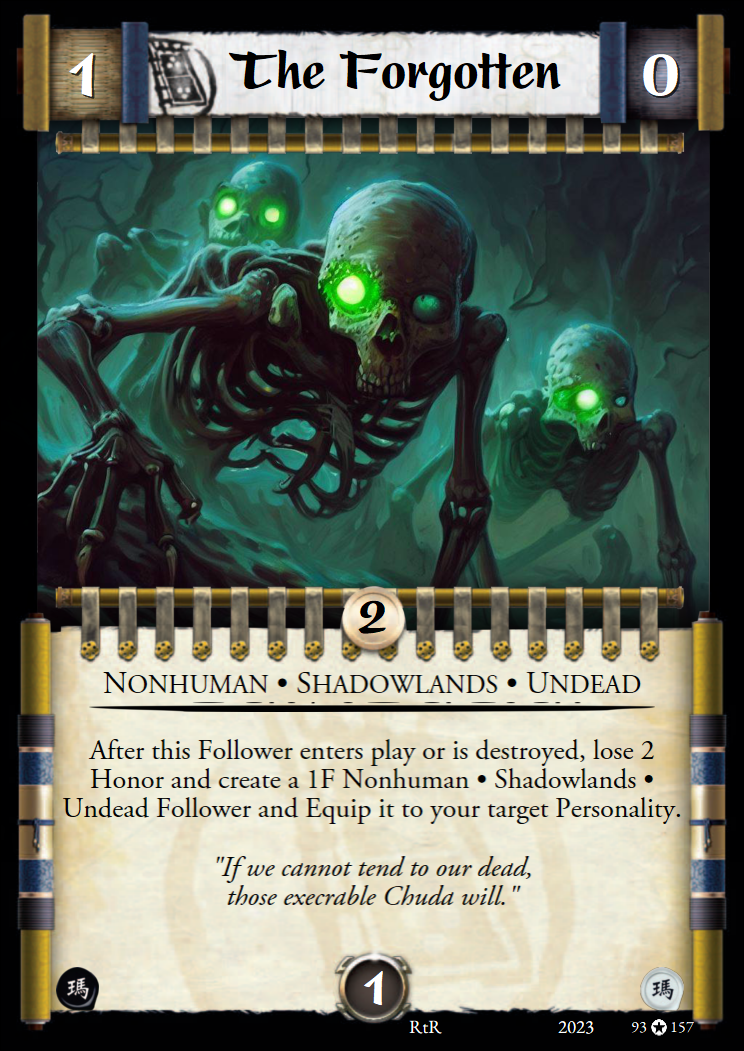 1 The Forgotten 0
2
NONHUMAN • SHADOWLANDS • UNDEAD
After this Follower enters play or is destroyed, lose 2
Honor and create a 1F Nonhuman • Shadowlands •
Undead Follower and Equip it to your target Personality.
"If we cannot tend to our dead,
those execrable Chuda will."
瑪 1 瑪
RtR 2023 93 ✪ 157